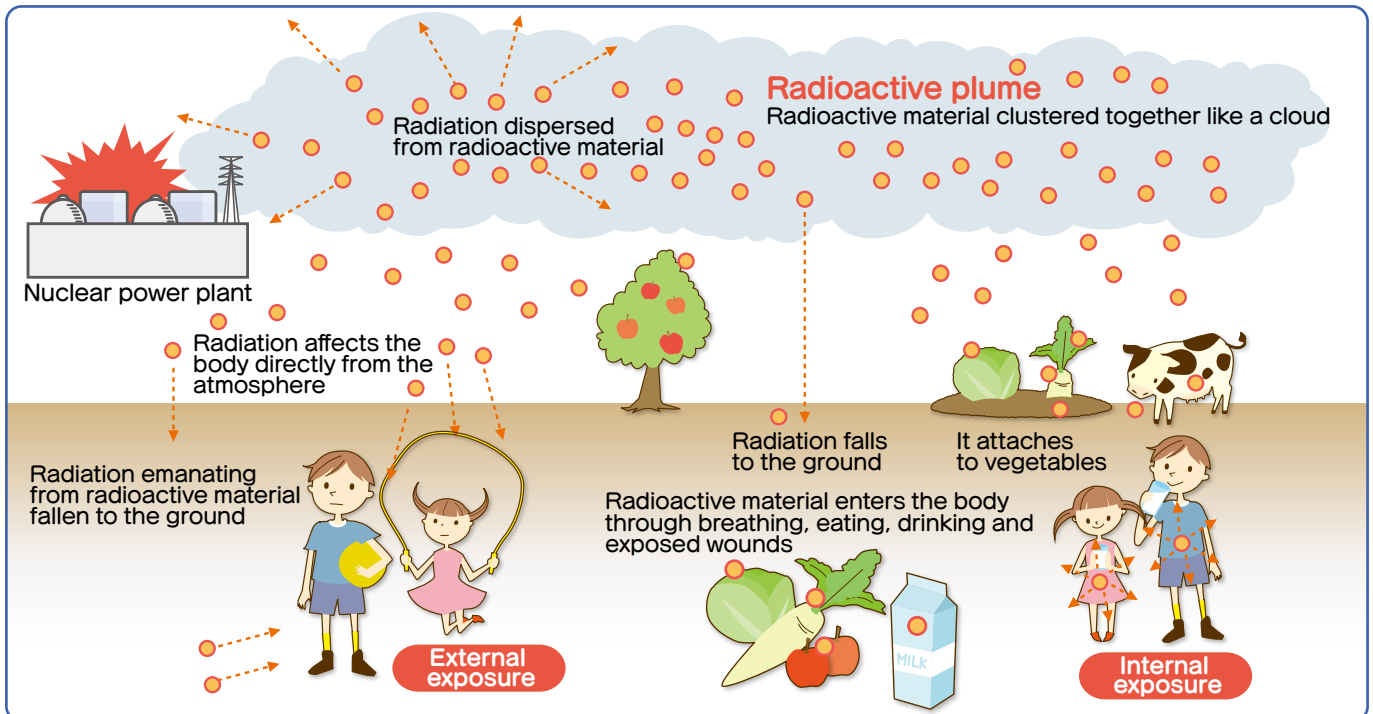 Radioactive plume
Radioactive material clustered together like a cloud
Radiation dispersed
from radioactive material
Nuclear power plant
Radiation affects the
body directly from the
atmosphere
Radiation emanating
from radioactive material
fallen to the ground
External
exposure
Radiation falls
to the ground
It attaches
to vegetables
Radioactive material enters the body
through breathing, eating, drinking and
exposed wounds
MILK
Internal
exposure